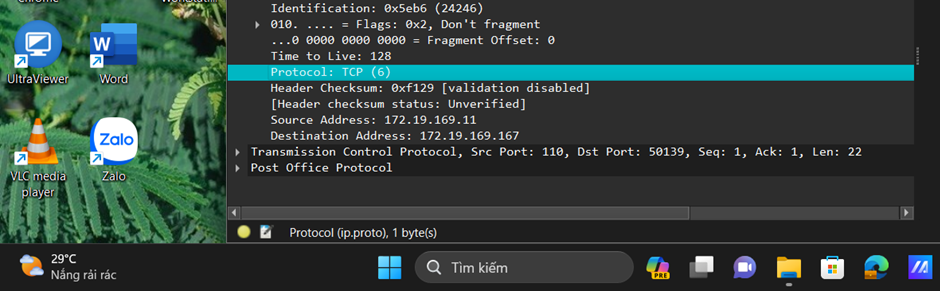 UltraViewer
Word
VLC media
player
Zalo
Zalo
Identification: 0x5eb6 (24246)
010. .... = Flags: 0x2, Don't fragment
...0 0000 0000 0000 = Fragment Offset: 0
Time to Live: 128
Protocol: TCP (6)
Header Checksum: 0xf129 [validation disabled]
[Header checksum status: Unverified]
Source Address: 172.19.169.11
Destination Address: 172.19.169.167
Transmission Control Protocol, Src Port: 110, Dst Port: 50139, Seq: 1, Ack: 1, Len: 22
Post Office Protocol
Protocol (ip.proto), 1 byte(s)
29°C
Nắng rải rác
Tìm kiếm
PRE